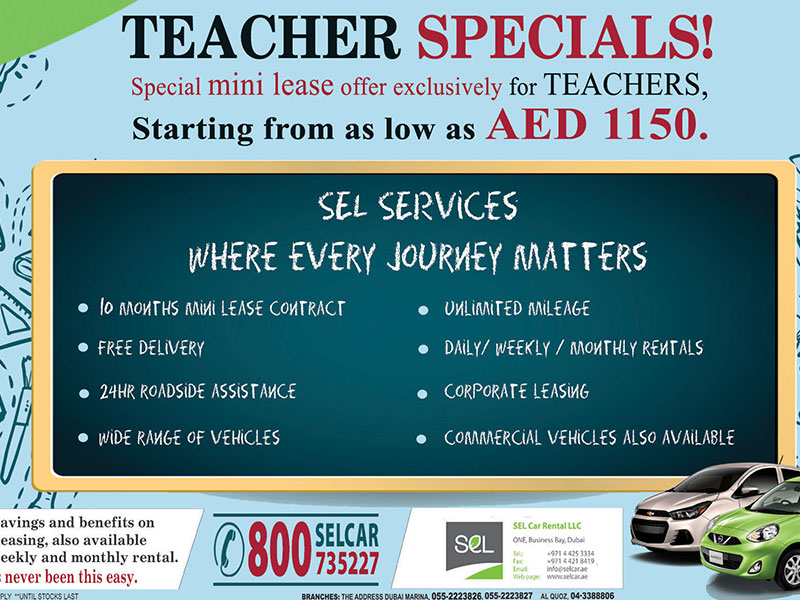 TEACHER SPECIALS!
Special mini lease offer exclusively for TEACHERS,
Starting from as low as AED 1150.
SEL SERVICES
WHERE EVERY JOURNEY MATTERS
10 MONTHS MINI LEASE CONTRACT
FREE DELIVERY
24HR ROADSIDE ASSISTANCE
WIDE RANGE OF VEHICLES
UNLIMITED MILEAGE
DAILY/ WEEKLY / MONTHLY RENTALS
CORPORATE LEASING
COMMERCIAL VEHICLES ALSO AVAILABLE
avings and benefits on
easing, also available
eekly and monthly rental.
s never been this easy.
PLY **UNTIL STOCKS LAST
800 SELCAR
735227
SEL
SEL Car Rental LLC
ONE, Business Bay, Dubai
Tel.: +971 4 425 3334
Fax: +971 4 421 8419
Email: info@selcar.ae
Web page: www.selcar.ae
BRANCHES: THE ADDRESS DUBAI MARINA, 055-2223826, 055-2223827 AL QUOZ, 04-3388806